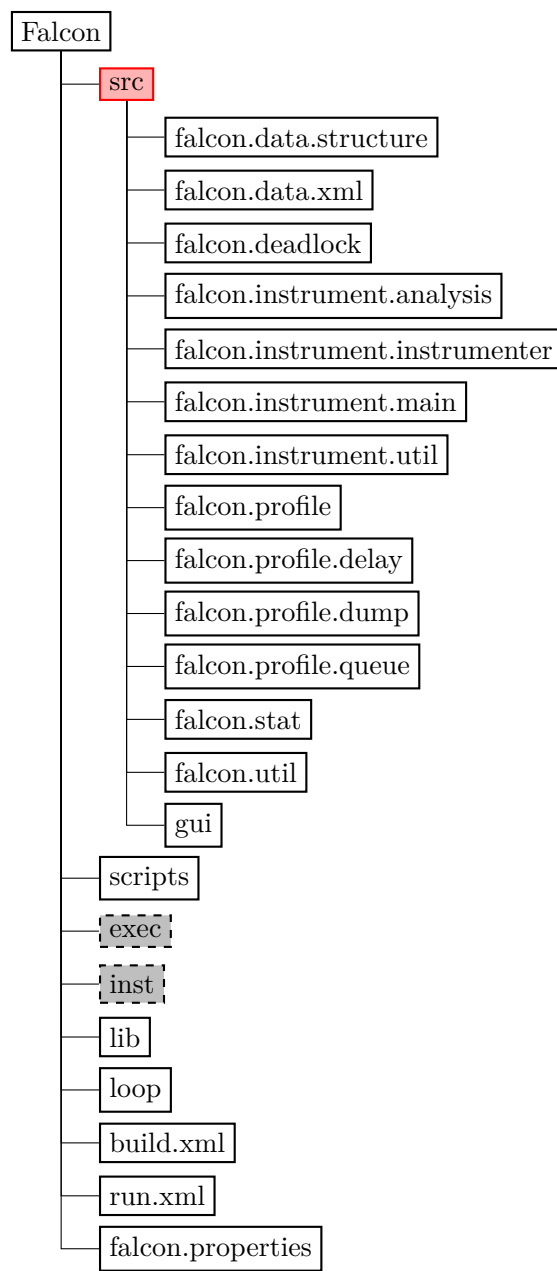 Falcon
src
falcon.data.structure
falcon.data.xml
falcon.deadlock
falcon.instrument.analysis
falcon.instrument.instrumenter
falcon.instrument.main
falcon.instrument.util
falcon.profile
falcon.profile.delay
falcon.profile.dump
falcon.profile.queue
falcon.stat
falcon.util
gui
scripts
exec
inst
lib
loop
build.xml
run.xml
falcon.properties